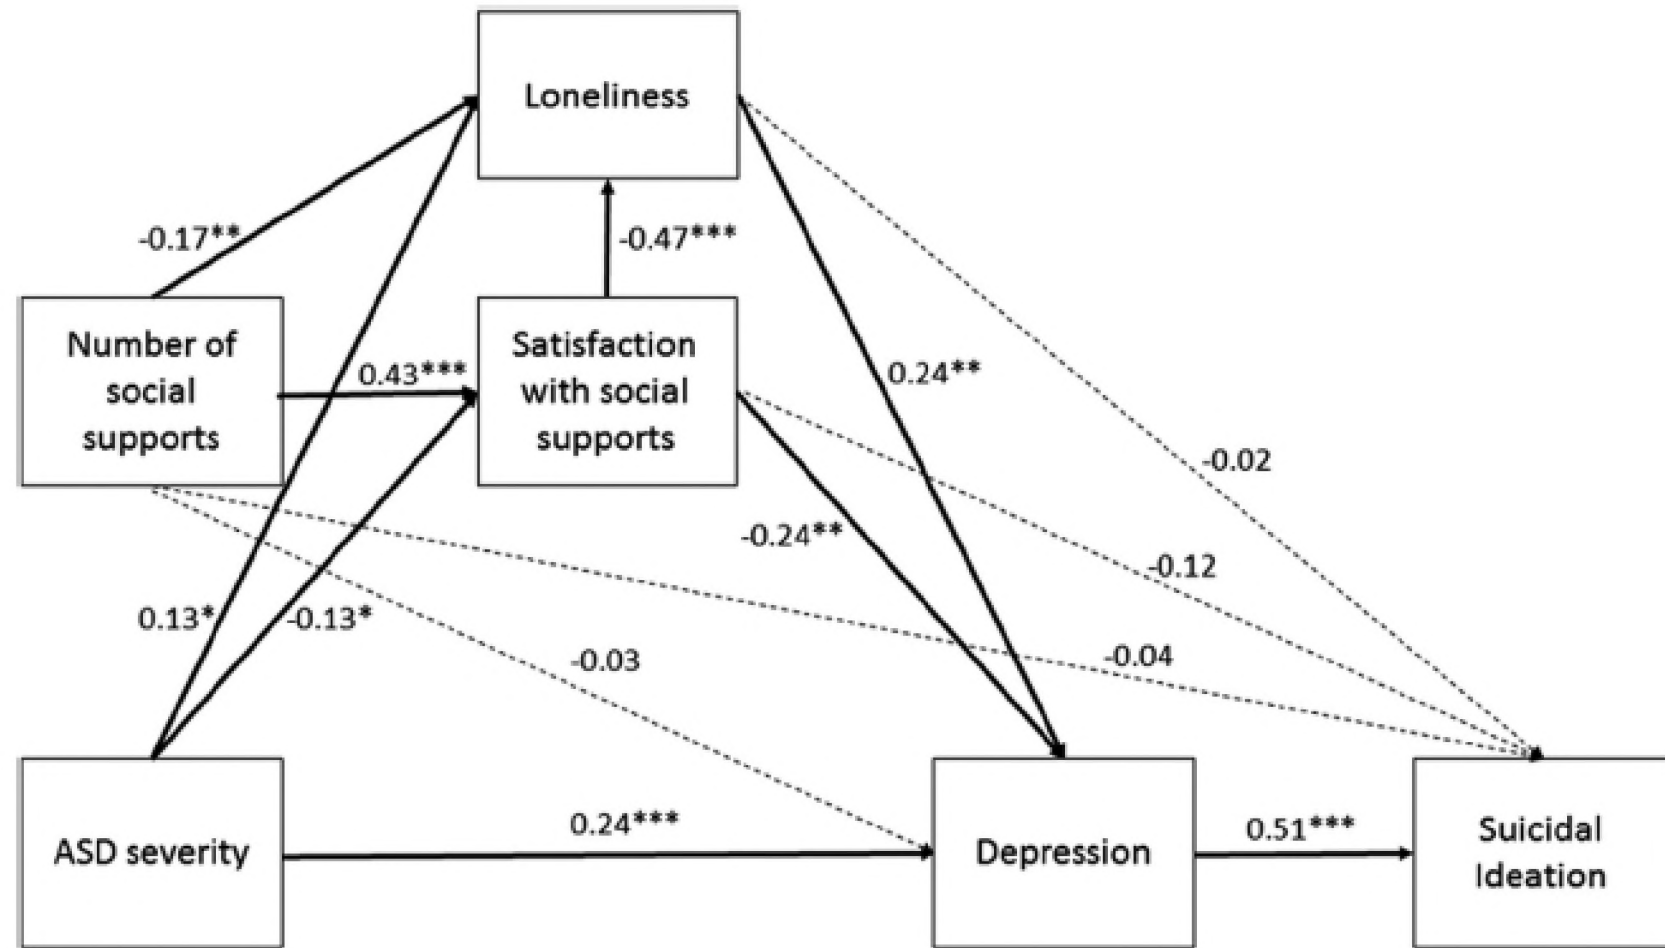 Loneliness
-0.17**
-0.47***
Number of
social
supports
0.43***
Satisfaction
with social
supports
0.24**
-0.02
-0.24**
-0.12
0.13*
-0.13*
-0.03
-0.04
ASD severity
0.24***
Depression
0.51***
Suicidal
Ideation